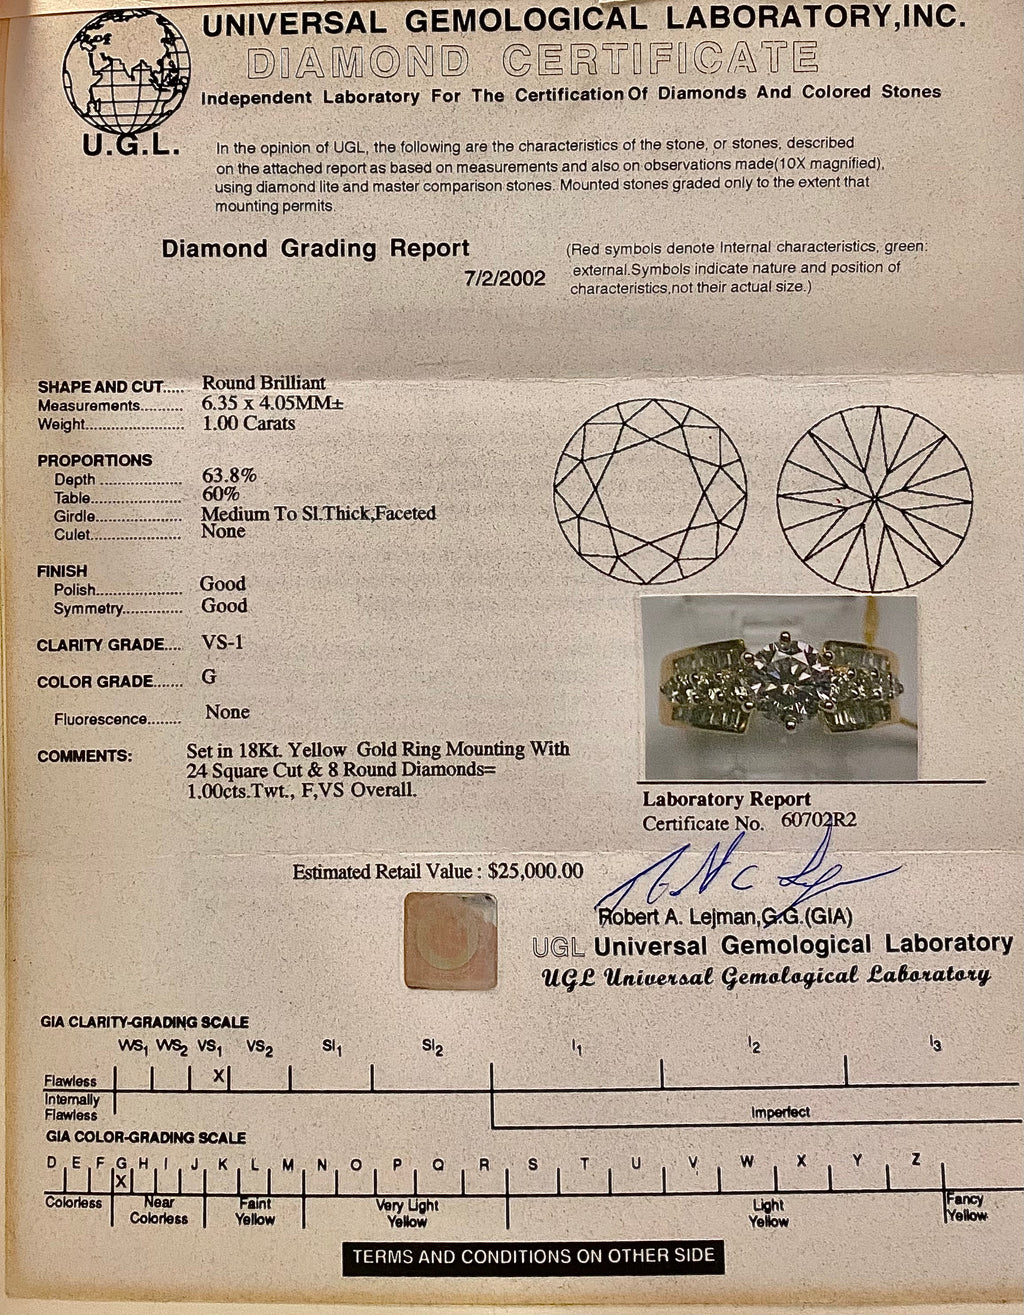 UNIVERSAL GEMOLOGICAL LABORATORY,INC.
DIAMOND CERTIFICATE
Independent Laboratory For The Certification Of Diamonds And Colored Stones
U.G.L.
In the opinion of UGL, the following are the characteristics of the stone, or stones, described
on the attached report as based on measurements and also on observations made(10X magnified),
using diamond lite and master comparison stones. Mounted stones graded only to the extent that
mounting permits.
Diamond Grading Report
7/2/2002
(Red symbols denote Internal characteristics, green:
external.Symbols indicate nature and position of
characteristics,not their actual size.)
SHAPE AND CUT..... Round Brilliant
Measurements.......... 6.35 x 4.05MM±
Weight....................... 1.00 Carats
PROPORTIONS
Depth ................... 63.8%
Table..................... 60%
Girdle.................... Medium To Sl.Thick,Faceted
Culet..................... None
FINISH
Polish.................... Good
Symmetry.............. Good
CLARITY GRADE.... VS-1
COLOR GRADE....... G
Fluorescence........ None
COMMENTS: Set in 18Kt. Yellow Gold Ring Mounting With
24 Square Cut & 8 Round Diamonds=
1.00cts.Twt., F,VS Overall.
Laboratory Report
Certificate No. 60702R2
Estimated Retail Value : $25,000.00
Robert A. Lejman,G.G.(GIA)
UGL Universal Gemological Laboratory
UGL Universal Gemological Laboratory
GIA CLARITY-GRADING SCALE
VVS1 VVS2 VS1 VS2 SI1 SI2 I1 I2 I3
Flawless X
Internally
Flawless
Imperfect
GIA COLOR-GRADING SCALE
D E F G H I J K L M N O P Q R S T U V W X Y Z
X
Colorless Near Colorless Faint Yellow Very Light Yellow Light Yellow Fancy Yellow
TERMS AND CONDITIONS ON OTHER SIDE